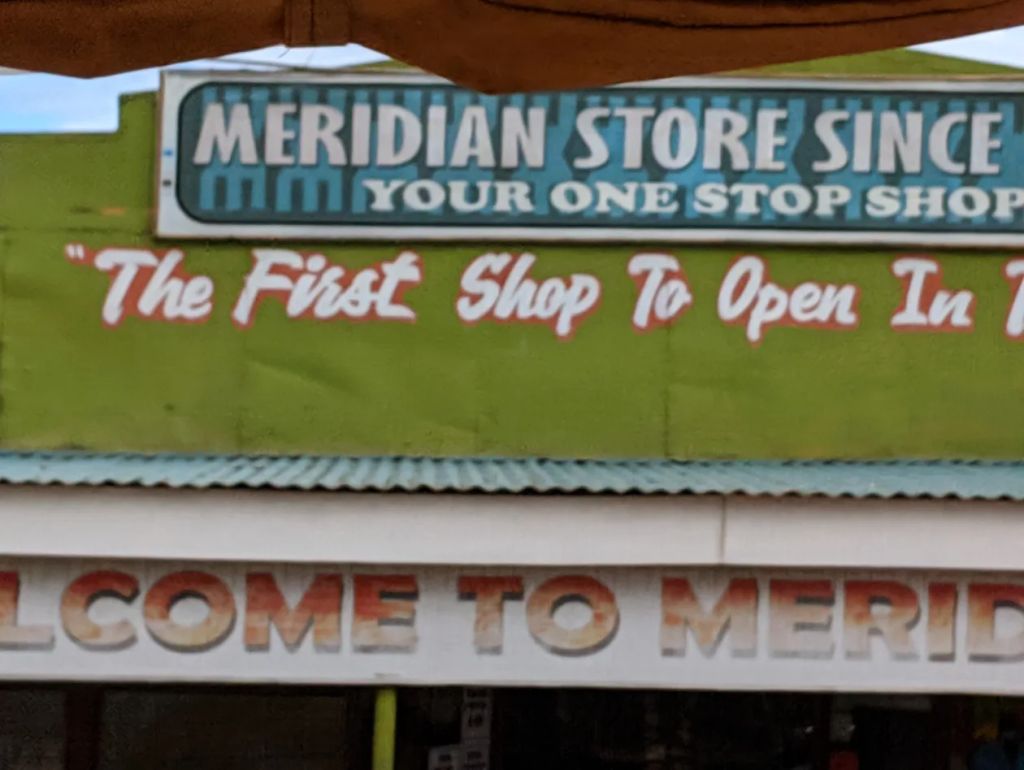 MERIDIAN STORE SINCE
YOUR ONE STOP SHOP
"The First Shop To Open In
LCOME TO MERID